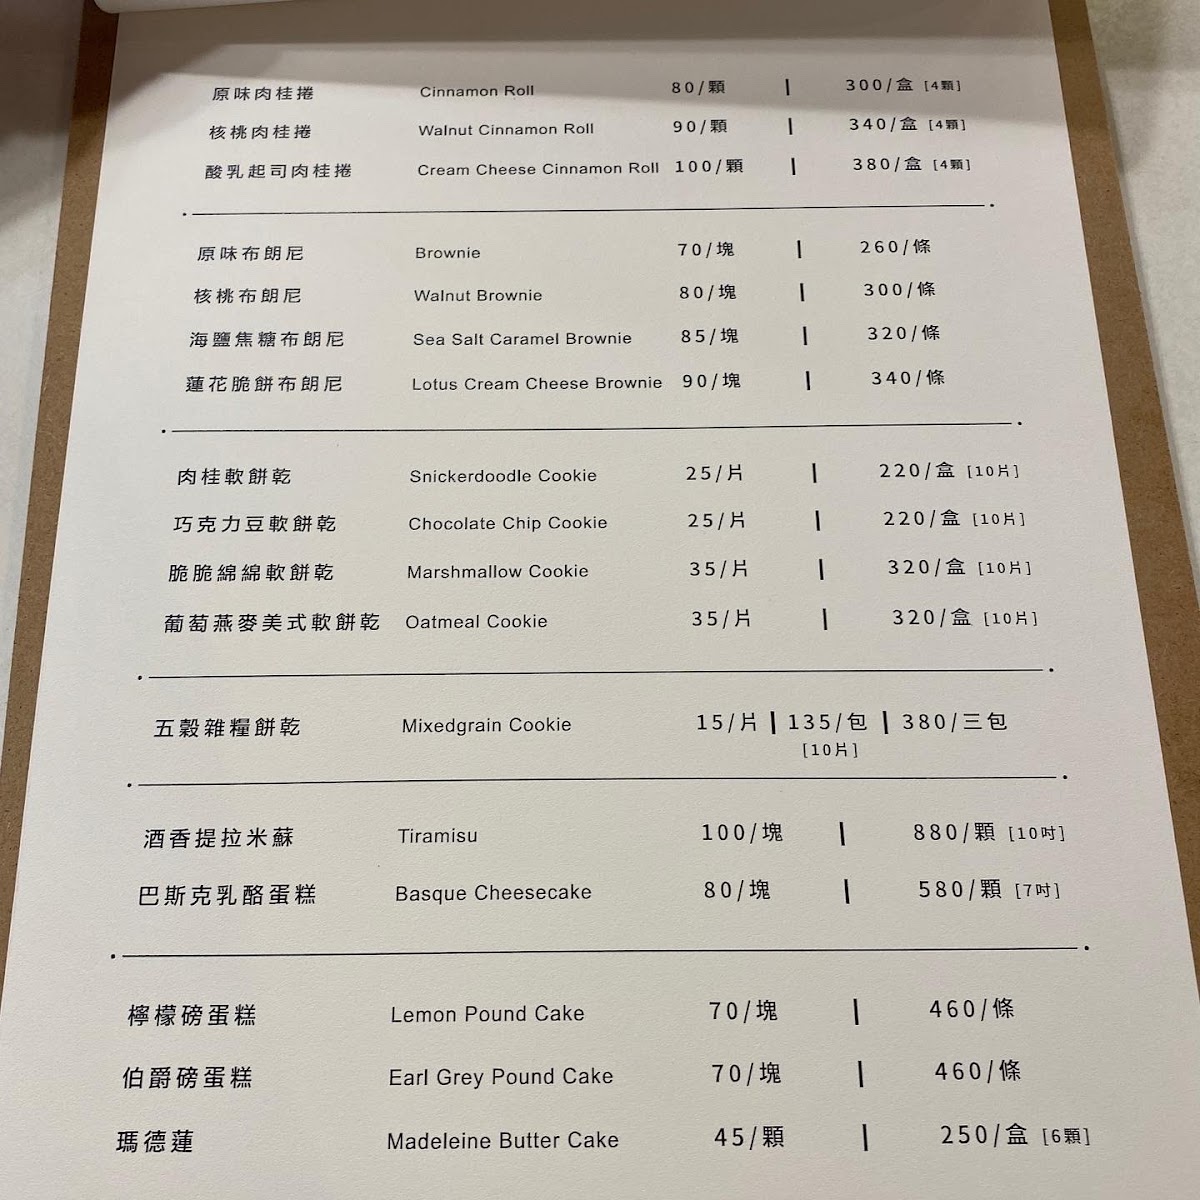 原味肉桂捲 Cinnamon Roll 80/顆 | 300/盒 [4顆]
核桃肉桂捲 Walnut Cinnamon Roll 90/顆 | 340/盒 [4顆]
酸乳起司肉桂捲 Cream Cheese Cinnamon Roll 100/顆 | 380/盒 [4顆]
原味布朗尼 Brownie 70/塊 | 260/條
核桃布朗尼 Walnut Brownie 80/塊 | 300/條
海鹽焦糖布朗尼 Sea Salt Caramel Brownie 85/塊 | 320/條
蓮花脆餅布朗尼 Lotus Cream Cheese Brownie 90/塊 | 340/條
肉桂軟餅乾 Snickerdoodle Cookie 25/片 | 220/盒 [10片]
巧克力豆軟餅乾 Chocolate Chip Cookie 25/片 | 220/盒 [10片]
脆脆綿綿軟餅乾 Marshmallow Cookie 35/片 | 320/盒 [10片]
葡萄燕麥美式軟餅乾 Oatmeal Cookie 35/片 | 320/盒 [10片]
五穀雜糧餅乾 Mixedgrain Cookie 15/片 | 135/包 | 380/三包
[10片]
酒香提拉米蘇 Tiramisu 100/塊 | 880/顆 [10吋]
巴斯克乳酪蛋糕 Basque Cheesecake 80/塊 | 580/顆 [7吋]
檸檬磅蛋糕 Lemon Pound Cake 70/塊 | 460/條
伯爵磅蛋糕 Earl Grey Pound Cake 70/塊 | 460/條
瑪德蓮 Madeleine Butter Cake 45/顆 | 250/盒 [6顆]